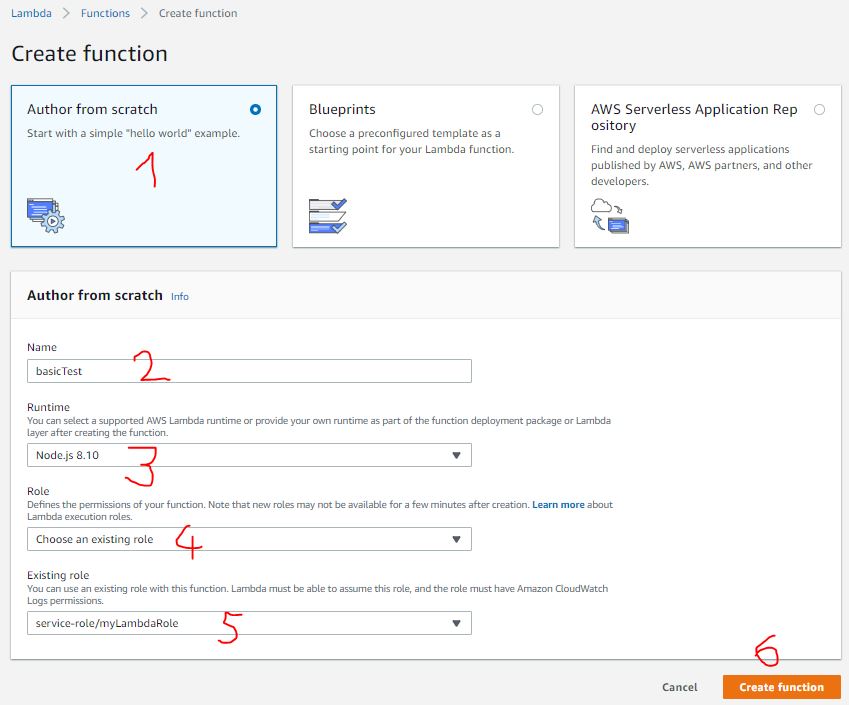 Lambda > Functions > Create function
Create function
Author from scratch
Start with a simple "hello world" example.
1
Blueprints
Choose a preconfigured template as a
starting point for your Lambda function.
AWS Serverless Application Rep
ository
Find and deploy serverless applications
published by AWS, AWS partners, and other
developers.
Author from scratch Info
Name
basicTest 2
Runtime
You can select a supported AWS Lambda runtime or provide your own runtime as part of the function deployment package or Lambda
layer after creating the function.
Node.js 8.10 3
Role
Defines the permissions of your function. Note that new roles may not be available for a few minutes after creation. Learn more about
Lambda execution roles.
Choose an existing role 4
Existing role
You can use an existing role with this function. Lambda must be able to assume this role, and the role must have Amazon CloudWatch
Logs permissions.
service-role/myLambdaRole 5
6
Cancel Create function